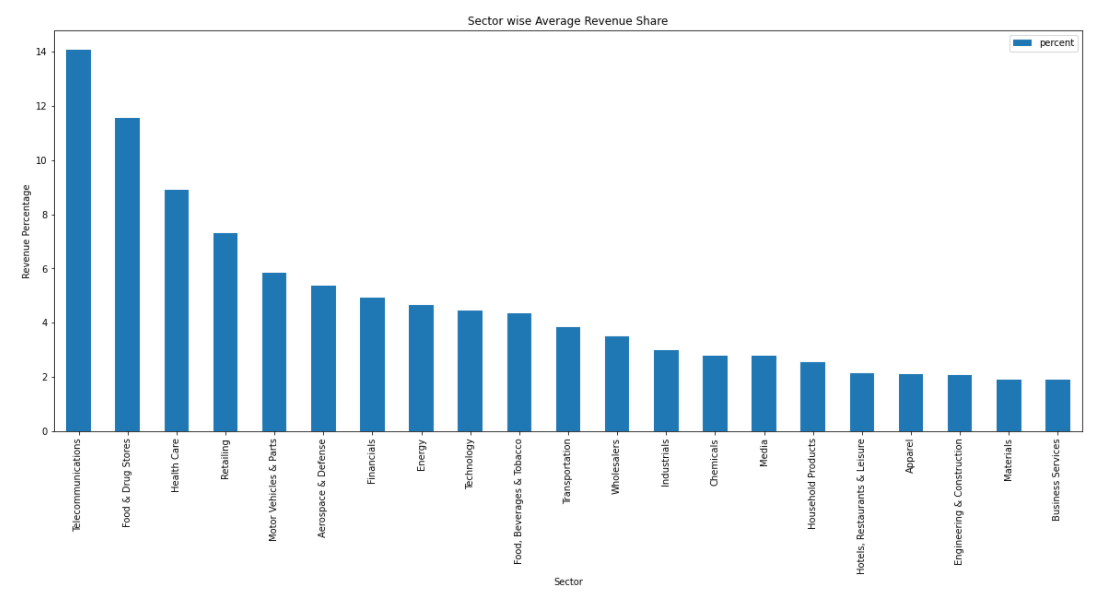 Sector wise Average Revenue Share
percent
Revenue Percentage
14
12
10
8
6
4
2
0
Telecommunications
Food & Drug Stores
Health Care
Retailing
Motor Vehicles & Parts
Aerospace & Defense
Financials
Energy
Technology
Food, Beverages & Tobacco
Transportation
Wholesalers
Industrials
Chemicals
Media
Household Products
Hotels, Restaurants & Leisure
Apparel
Engineering & Construction
Materials
Business Services
Sector